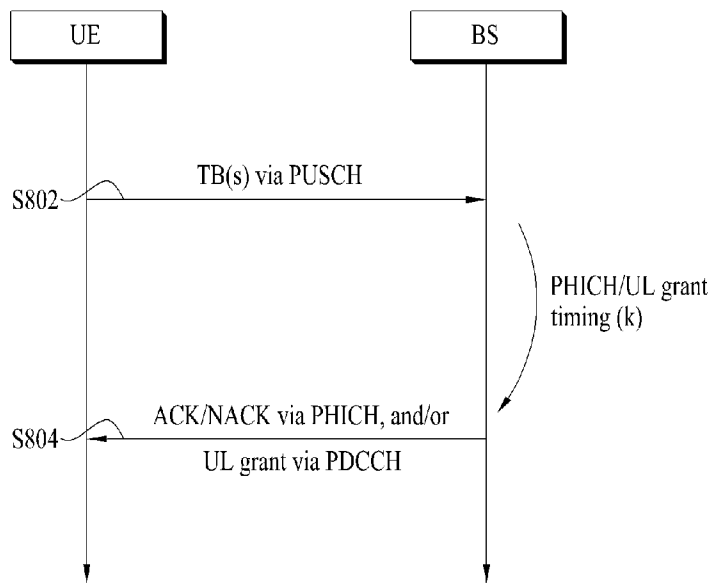 UE
BS
TB(s) via PUSCH
S802
PHICH/UL grant
timing (k)
ACK/NACK via PHICH, and/or
S804
UL grant via PDCCH